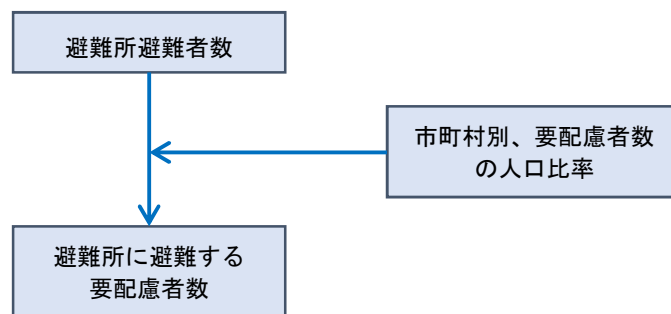 避難所避難者数
市町村別、要配慮者数
の人口比率
避難所に避難する
要配慮者数